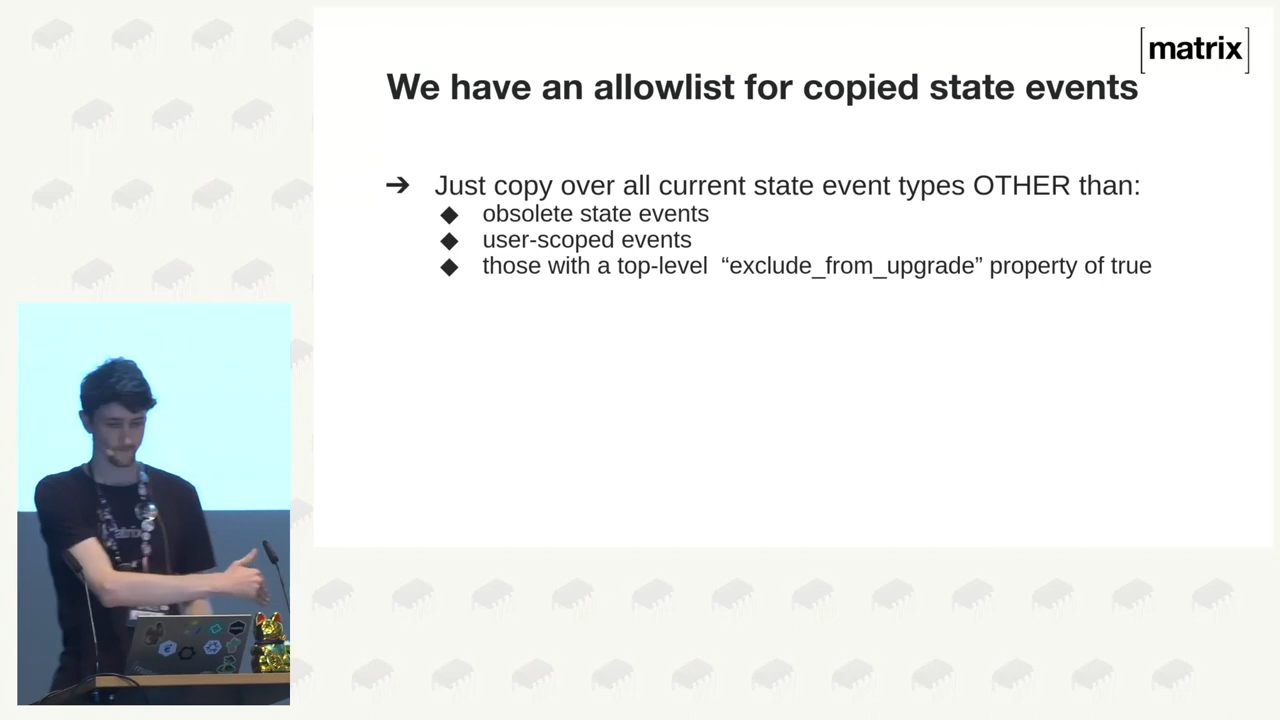 [matrix]
We have an allowlist for copied state events
➔ Just copy over all current state event types OTHER than:
◆ obsolete state events
◆ user-scoped events
◆ those with a top-level “exclude_from_upgrade” property of true